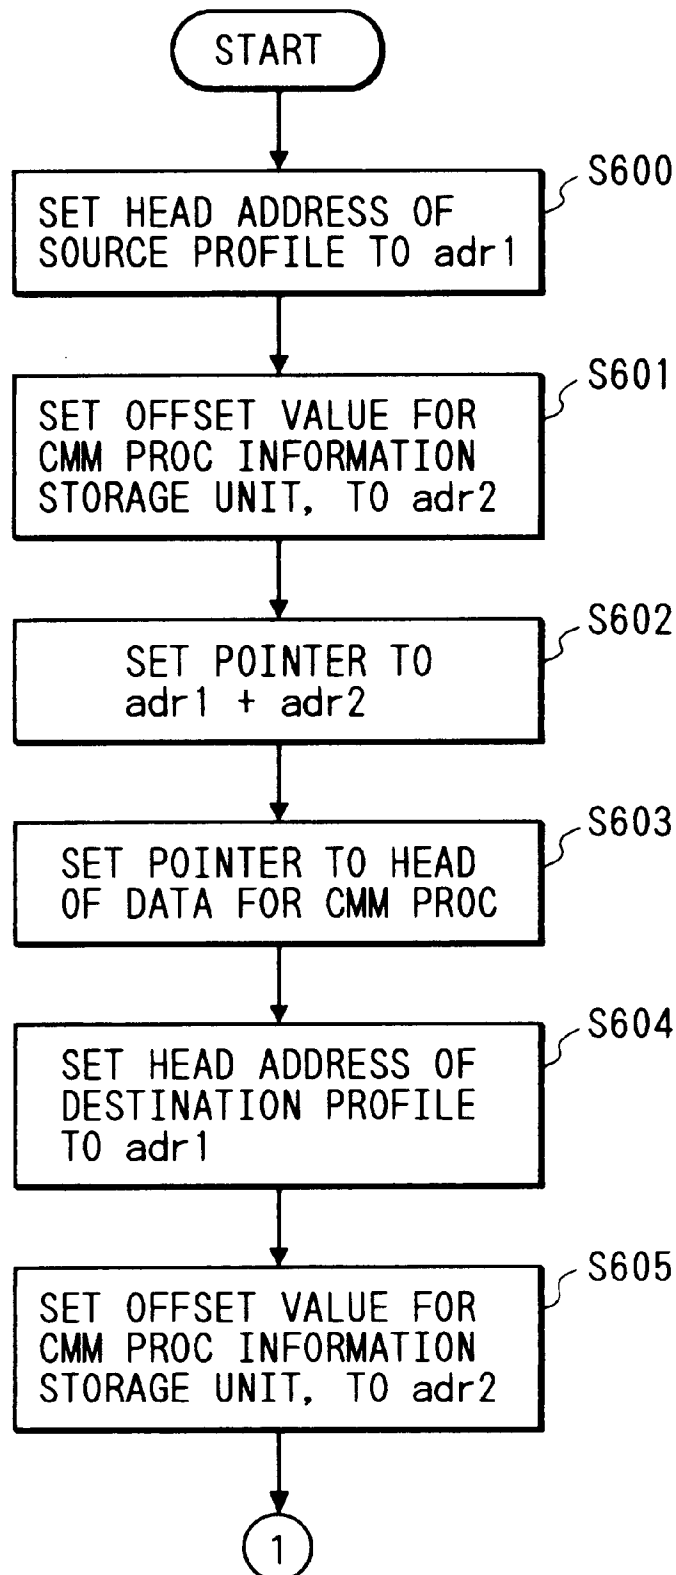 START
S600
SET HEAD ADDRESS OF
SOURCE PROFILE TO adr1
S601
SET OFFSET VALUE FOR
CMM PROC INFORMATION
STORAGE UNIT, TO adr2
S602
SET POINTER TO
adr1 + adr2
S603
SET POINTER TO HEAD
OF DATA FOR CMM PROC
S604
SET HEAD ADDRESS OF
DESTINATION PROFILE
TO adr1
S605
SET OFFSET VALUE FOR
CMM PROC INFORMATION
STORAGE UNIT, TO adr2
1